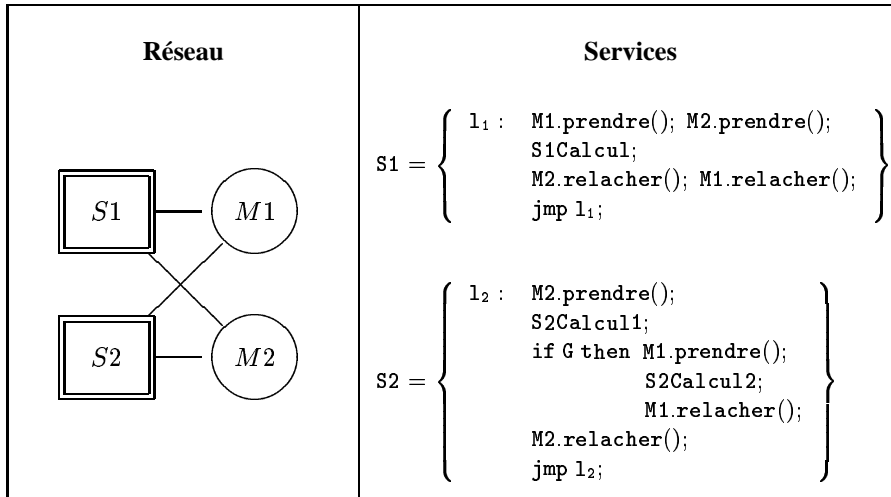 Réseau
S1
M1
S2
M2
Services
S1 = { l₁ : M1.prendre(); M2.prendre();
S1Calcul;
M2.relacher(); M1.relacher();
jmp l₁; }
S2 = { l₂ : M2.prendre();
S2Calcul1;
if G then M1.prendre();
S2Calcul2;
M1.relacher();
M2.relacher();
jmp l₂; }